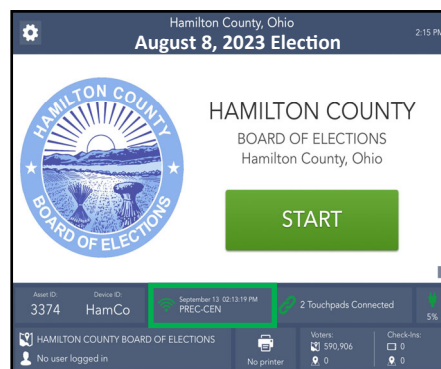 Hamilton County, Ohio
August 8, 2023 Election
2:15 PM
HAMILTON COUNTY
BOARD OF ELECTIONS
HAMILTON COUNTY
BOARD OF ELECTIONS
Hamilton County, Ohio
START
Asset ID:
3374
Device ID:
HamCo
September 13 02:13:19 PM
PREC-CEN
2 Touchpads Connected
5%
HAMILTON COUNTY BOARD OF ELECTIONS
No user logged in
No printer
Voters:
590,906
0
Check-Ins:
0
0